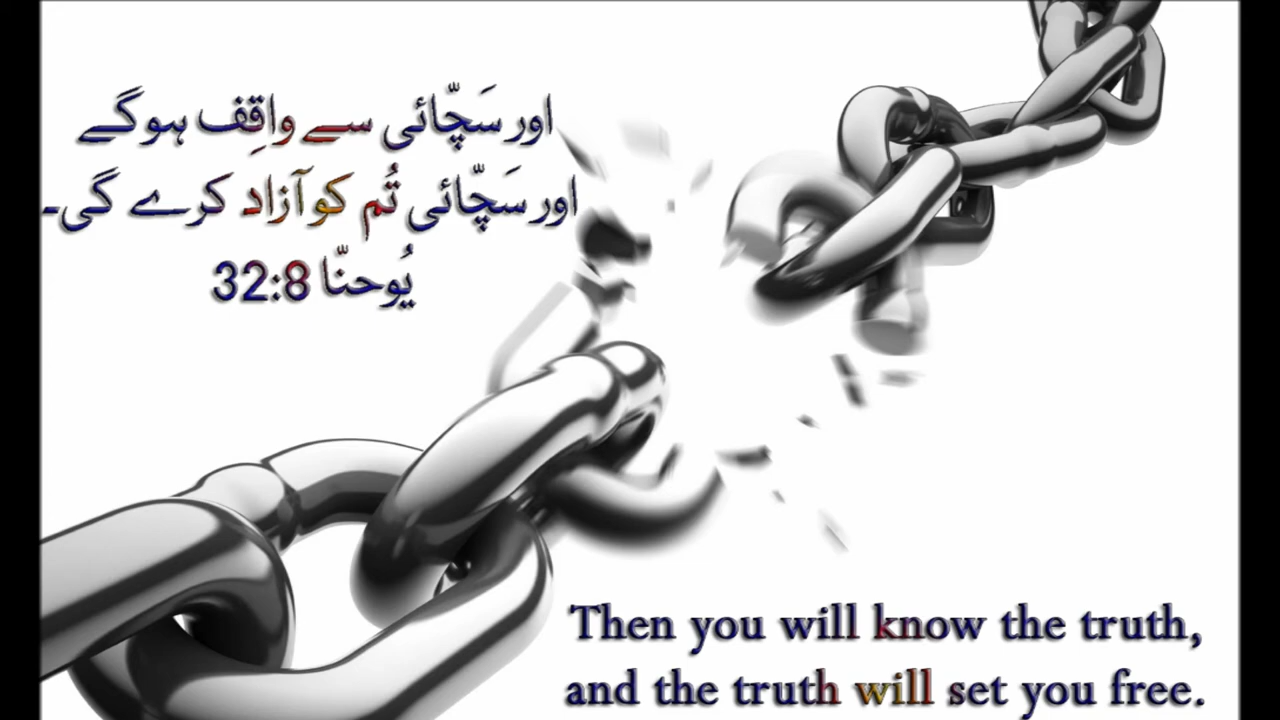 اور سَچّائی سے واقِف ہوگے
اور سَچّائی تُم کو آزاد کرے گی۔
یُوحنّا 32:8
Then you will know the truth,
and the truth will set you free.